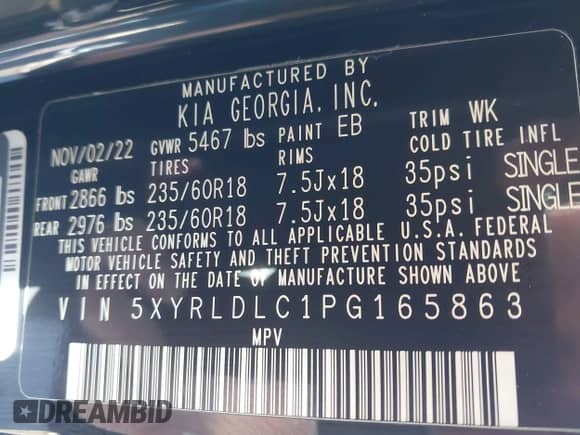 MANUFACTURED BY
KIA GEORGIA, INC.
NOV/02/22 GVWR 5467 lbs PAINT EB TRIM WK
GAWR TIRES RIMS COLD TIRE INFL
FRONT 2866 lbs 235/60R18 7.5Jx18 35psi SINGLE
REAR 2976 lbs 235/60R18 7.5Jx18 35psi SINGLE
THIS VEHICLE CONFORMS TO ALL APPLICABLE U.S.A. FEDERAL
MOTOR VEHICLE SAFETY AND THEFT PREVENTION STANDARDS
IN EFFECT ON THE DATE OF MANUFACTURE SHOWN ABOVE.
VIN 5XYRLDLC1PG165863
MPV
DREAMBID